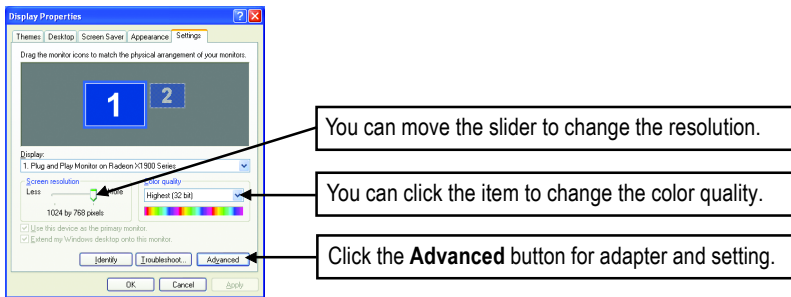 Display Properties
Themes Desktop Screen Saver Appearance Settings
Drag the monitor icons to match the physical arrangement of your monitors.
1 2
Display:
1. Plug and Play Monitor on Radeon X1900 Series
Screen resolution
Less More
1024 by 768 pixels
Color quality
Highest (32 bit)
Use this device as the primary monitor.
Extend my Windows desktop onto this monitor.
Identify Troubleshoot... Advanced
OK Cancel Apply
You can move the slider to change the resolution.
You can click the item to change the color quality.
Click the Advanced button for adapter and setting.